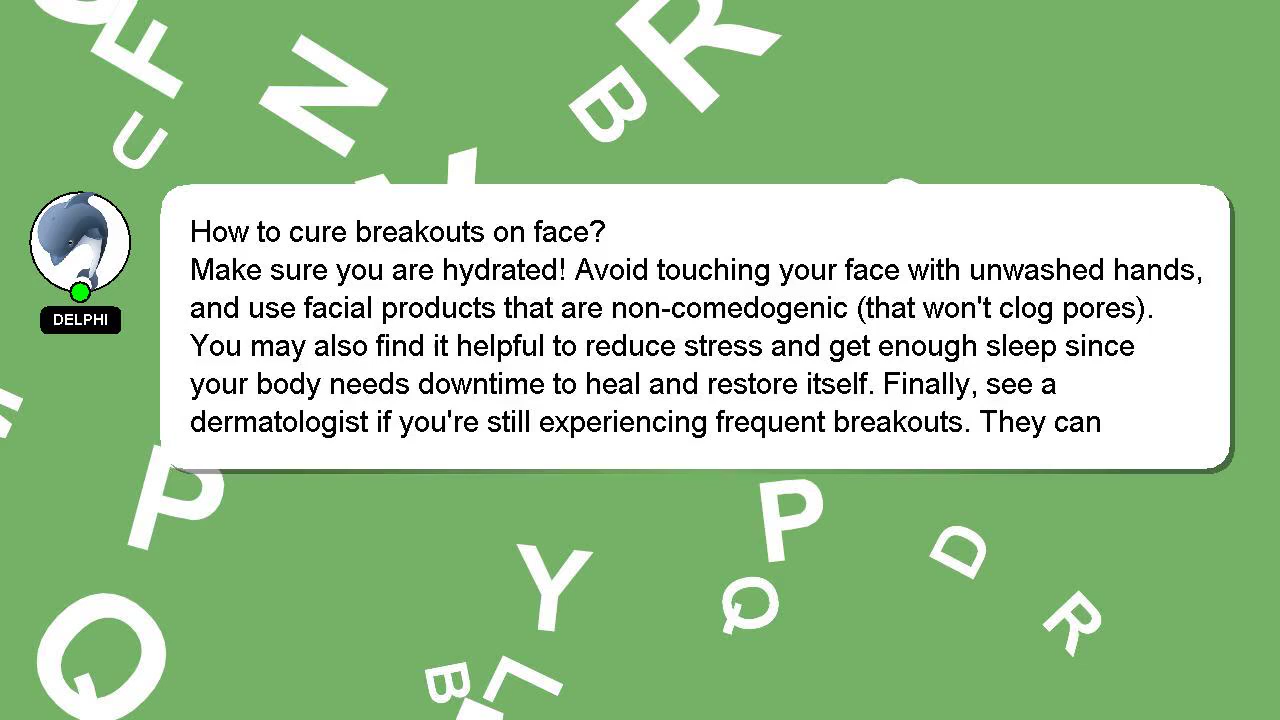 How to cure breakouts on face?
Make sure you are hydrated! Avoid touching your face with unwashed hands,
and use facial products that are non-comedogenic (that won't clog pores).
You may also find it helpful to reduce stress and get enough sleep since
your body needs downtime to heal and restore itself. Finally, see a
dermatologist if you're still experiencing frequent breakouts. They can
DELPHI
F
N
R
B
U
P
P
Y
D
Q
R
Q
B
L